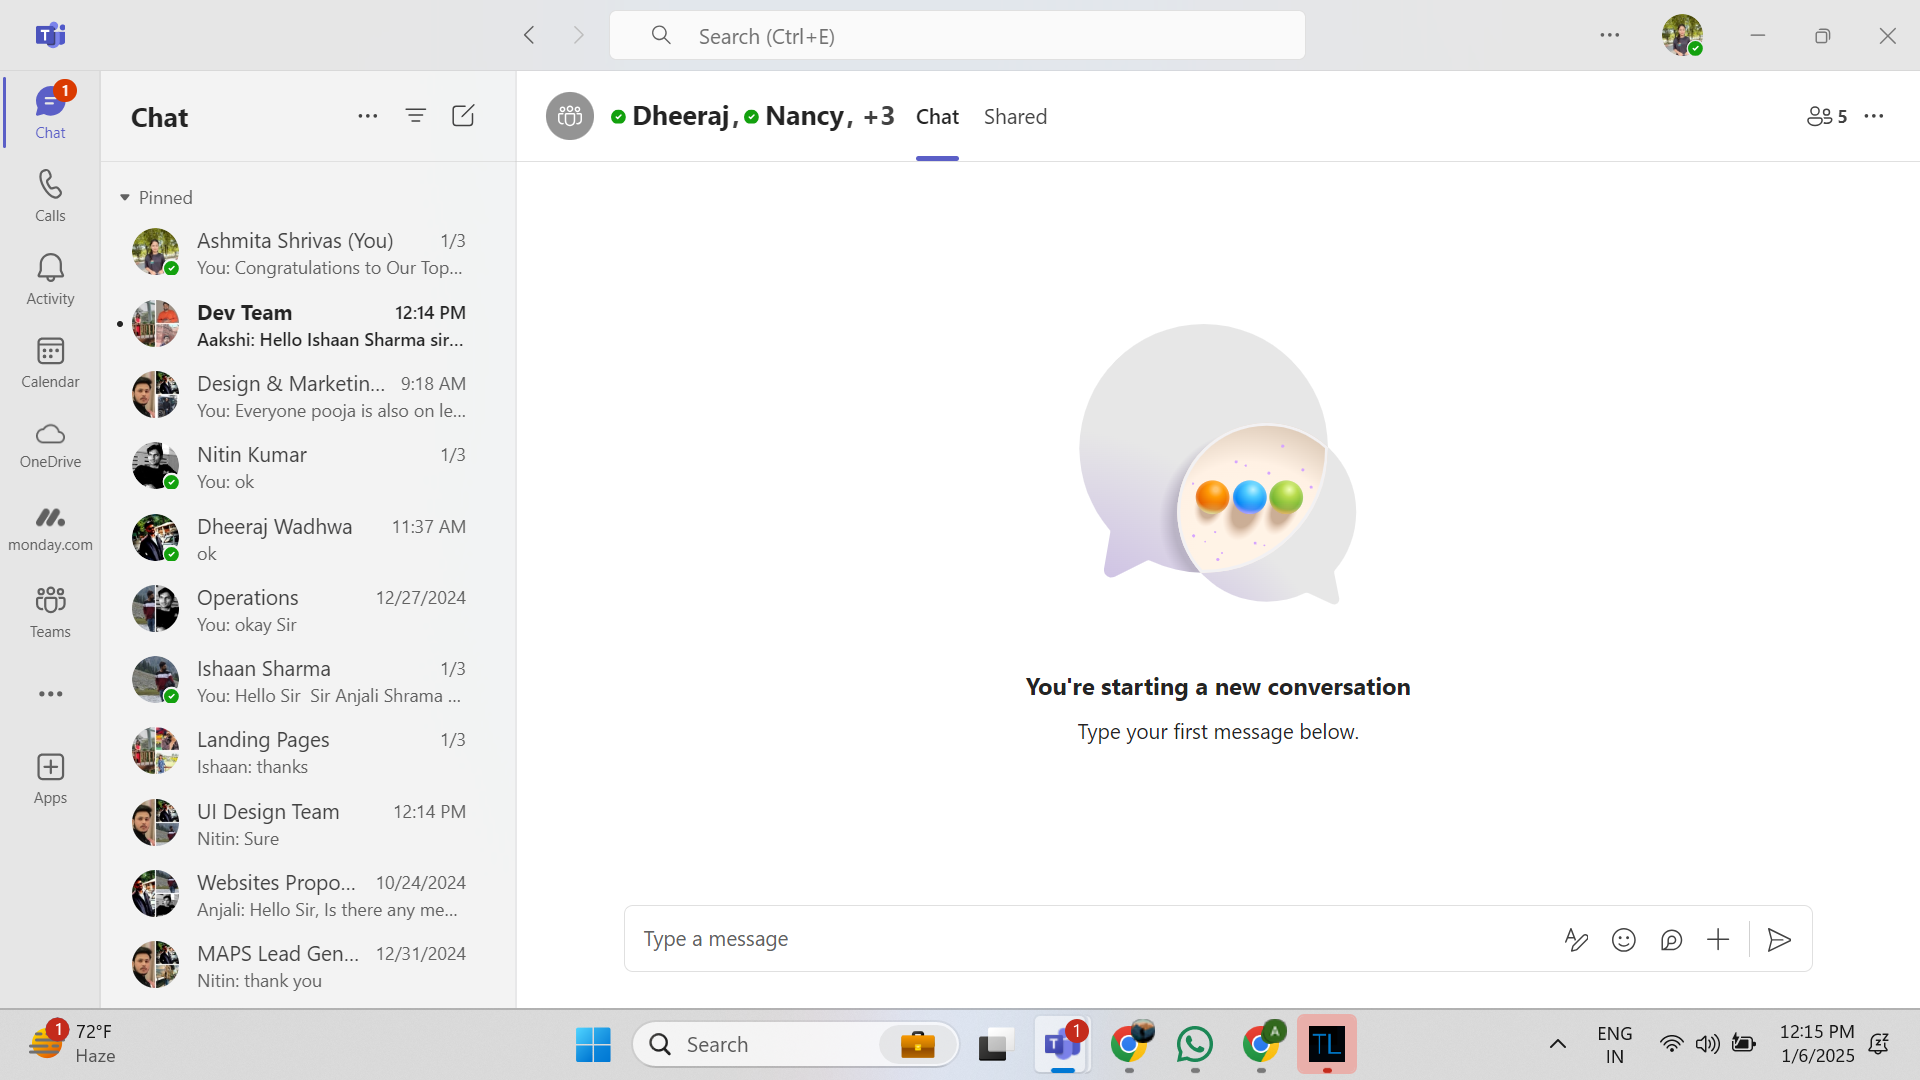 Search (Ctrl+E)
1
Chat
Calls
Activity
Calendar
OneDrive
monday.com
Teams
Apps
Chat
Pinned
Ashmita Shrivas (You) 1/3
You: Congratulations to Our Top...
Dev Team 12:14 PM
Aakshi: Hello Ishaan Sharma sir...
Design & Marketin... 9:18 AM
You: Everyone pooja is also on le...
Nitin Kumar 1/3
You: ok
Dheeraj Wadhwa 11:37 AM
ok
Operations 12/27/2024
You: okay Sir
Ishaan Sharma 1/3
You: Hello Sir  Sir Anjali Shrama ...
Landing Pages 1/3
Ishaan: thanks
UI Design Team 12:14 PM
Nitin: Sure
Websites Propo... 10/24/2024
Anjali: Hello Sir, Is there any me...
MAPS Lead Gen... 12/31/2024
Nitin: thank you
Dheeraj, Nancy, +3 Chat Shared 5
You're starting a new conversation
Type your first message below.
Type a message
1 72°F
Haze
Search
1
A
TL
ENG
IN
12:15 PM
1/6/2025